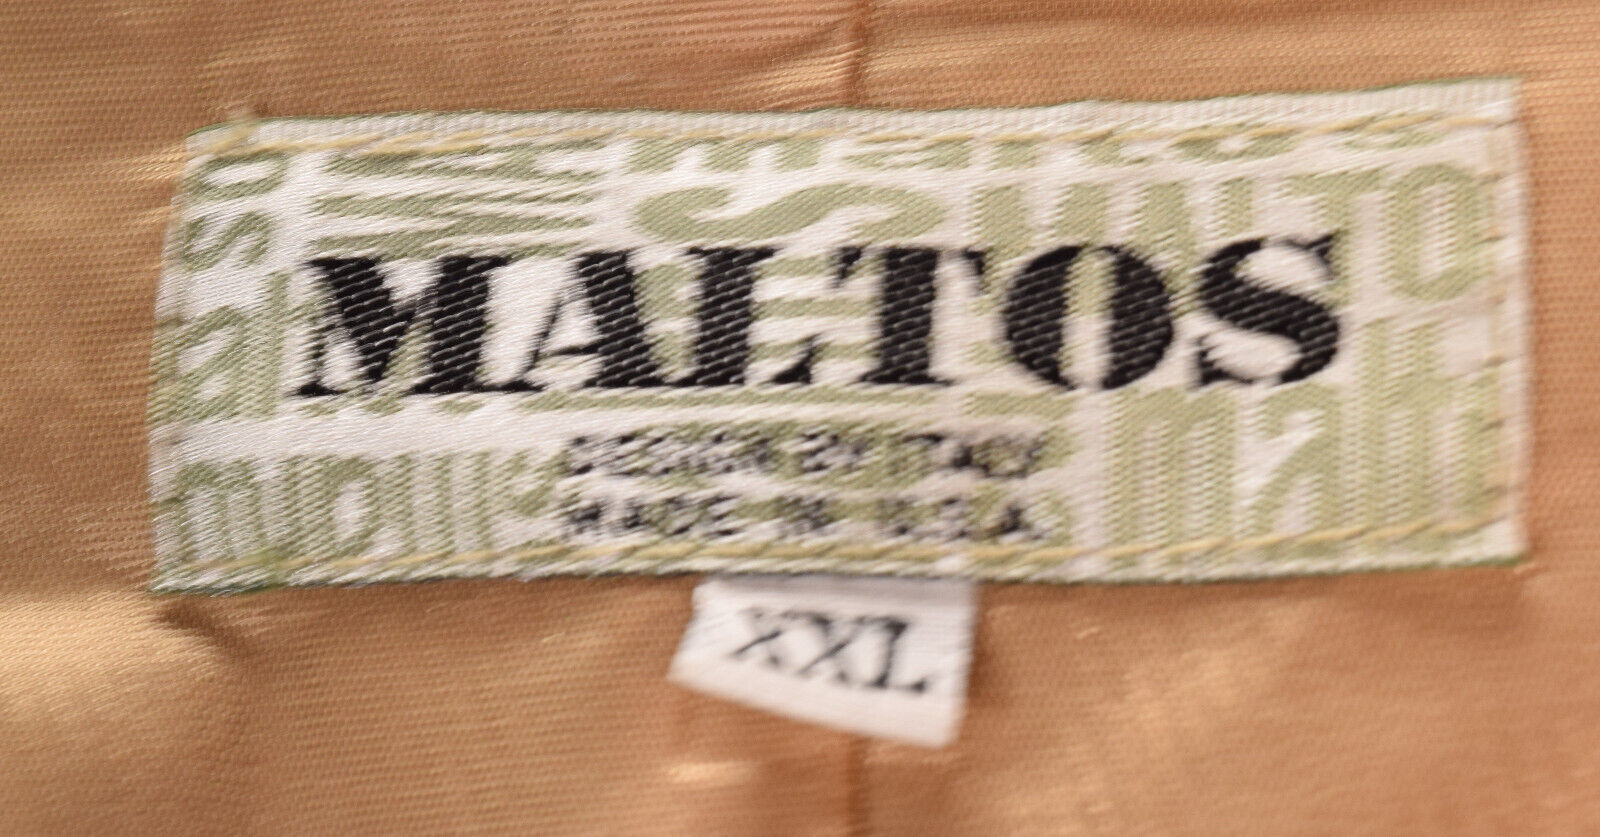 MALTOS
DESIGN BY ITALY
MADE IN U.S.A.
XXL